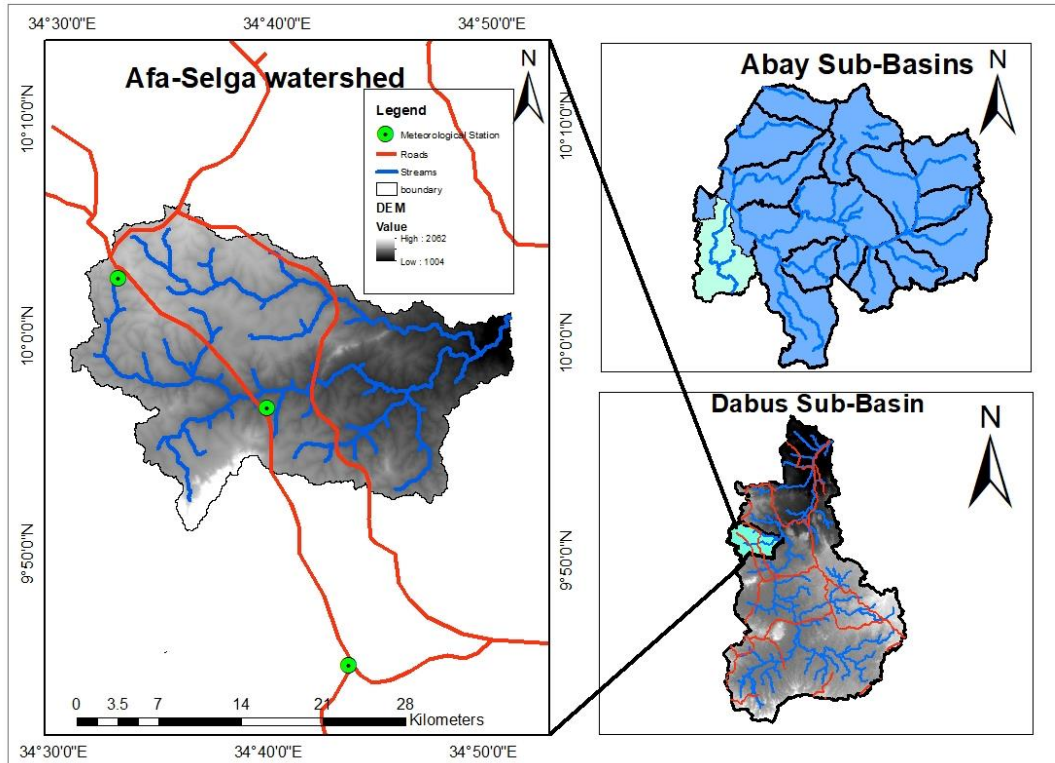 34°30'0"E
34°40'0"E
34°50'0"E
Afa-Selga watershed
N
Legend
Meteorological Station
Roads
Streams
boundary
DEM
Value
High : 2062
Low : 1004
10°10'0"N
10°0'0"N
9°50'0"N
10°10'0"N
10°0'0"N
9°50'0"N
0 3.5 7 14 21 28
Kilometers
34°30'0"E
34°40'0"E
34°50'0"E
Abay Sub-Basins
N
Dabus Sub-Basin
N